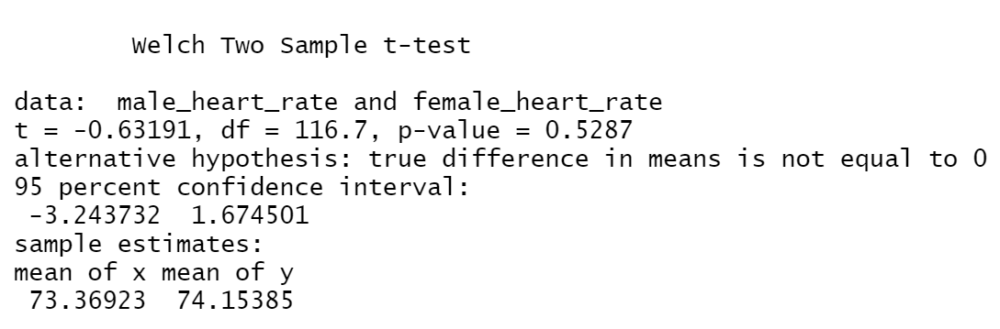 Welch Two Sample t-test
data:  male_heart_rate and female_heart_rate
t = -0.63191, df = 116.7, p-value = 0.5287
alternative hypothesis: true difference in means is not equal to 0
95 percent confidence interval:
-3.243732  1.674501
sample estimates:
mean of x mean of y
73.36923  74.15385